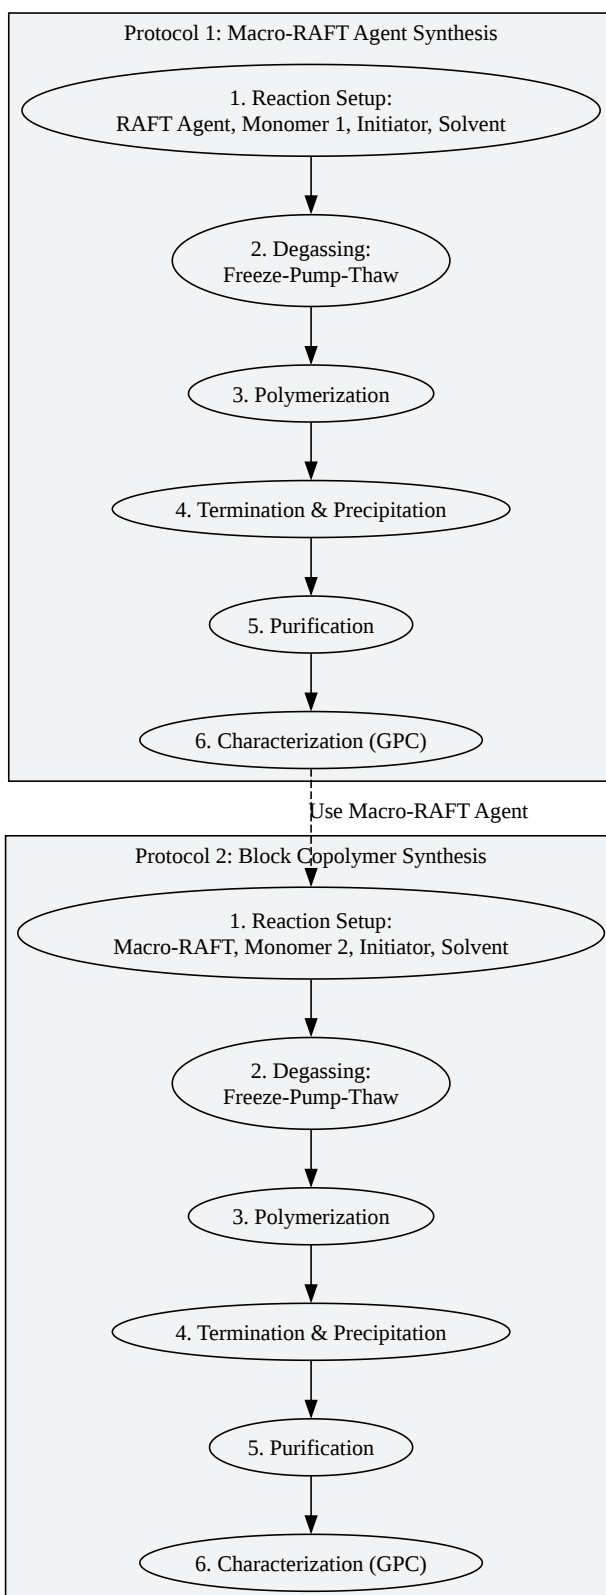 Protocol 1: Macro-RAFT Agent Synthesis
1. Reaction Setup:
RAFT Agent, Monomer 1, Initiator, Solvent
2. Degassing:
Freeze-Pump-Thaw
3. Polymerization
4. Termination & Precipitation
5. Purification
6. Characterization (GPC)
Use Macro-RAFT Agent
Protocol 2: Block Copolymer Synthesis
1. Reaction Setup:
Macro-RAFT, Monomer 2, Initiator, Solvent
2. Degassing:
Freeze-Pump-Thaw
3. Polymerization
4. Termination & Precipitation
5. Purification
6. Characterization (GPC)